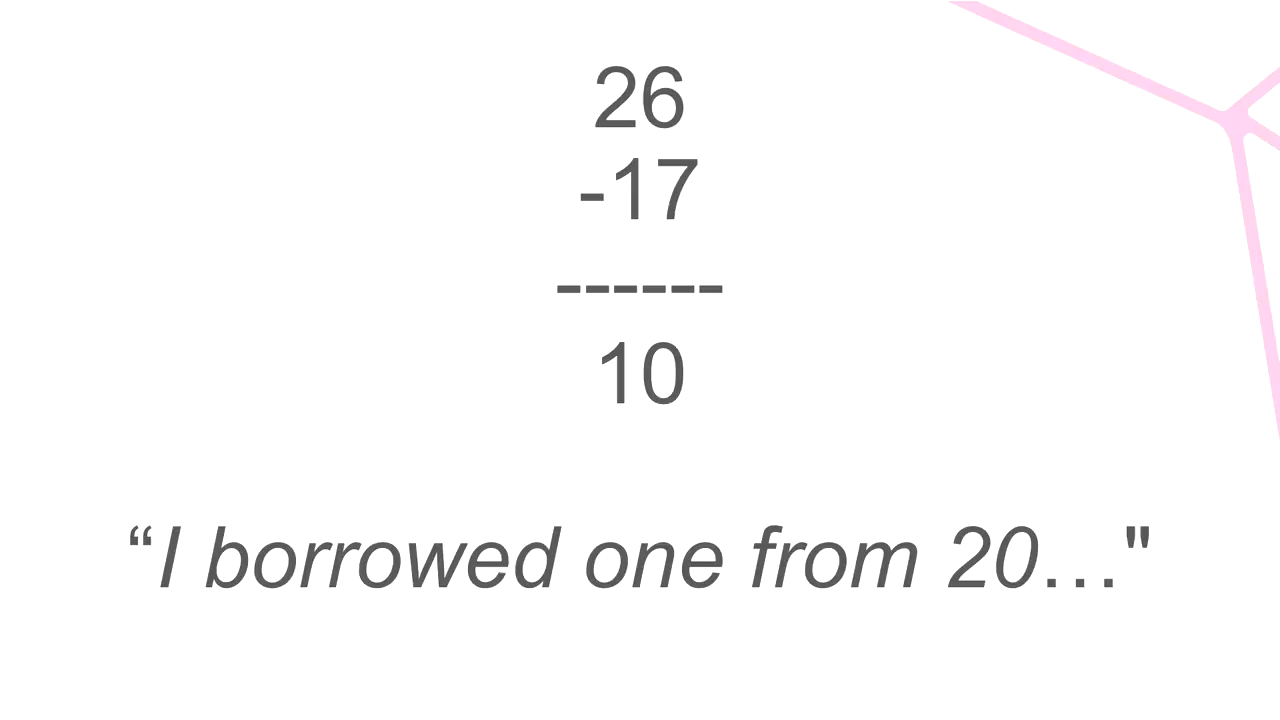 26
-17
------
10
“I borrowed one from 20…"